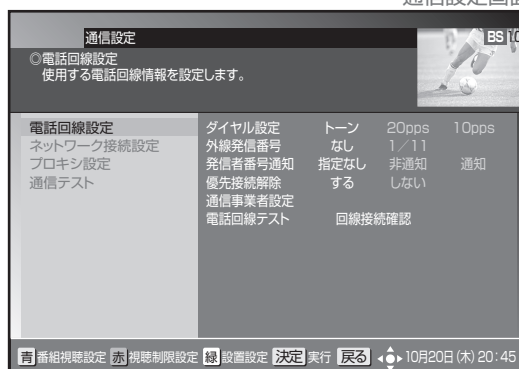 通信設定画面
通信設定
BS 10
◎電話回線設定
使用する電話回線情報を設定します。
電話回線設定
ネットワーク接続設定
プロキシ設定
通信テスト
ダイヤル設定 トーン 20pps 10pps
外線発信番号 なし 1／11
発信者番号通知 指定なし 非通知 通知
優先接続解除 する しない
通信事業者設定
電話回線テスト 回線接続確認
青 番組視聴設定 赤 視聴制限設定 緑 設置設定 決定 実行 戻る 10月20日(木) 20:45